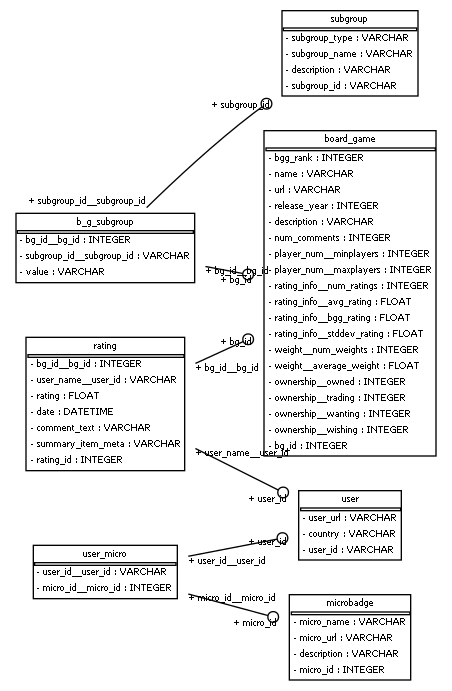 subgroup
- subgroup_type : VARCHAR
- subgroup_name : VARCHAR
- description : VARCHAR
- subgroup_id : VARCHAR
+ subgroup_id
+ subgroup_id__subgroup_id
board_game
- bgg_rank : INTEGER
- name : VARCHAR
- url : VARCHAR
- release_year : INTEGER
- description : VARCHAR
- num_comments : INTEGER
- player_num__minplayers : INTEGER
- player_num__maxplayers : INTEGER
- rating_info__num_ratings : INTEGER
- rating_info__avg_rating : FLOAT
- rating_info__bgg_rating : FLOAT
- rating_info__stddev_rating : FLOAT
- weight__num_weights : INTEGER
- weight__average_weight : FLOAT
- ownership__owned : INTEGER
- ownership__trading : INTEGER
- ownership__wanting : INTEGER
- ownership__wishing : INTEGER
- bg_id : INTEGER
b_g_subgroup
- bg_id__bg_id : INTEGER
- subgroup_id__subgroup_id : VARCHAR
- value : VARCHAR
+ bg_id__bg_id
+ bg_id
rating
- bg_id__bg_id : INTEGER
- user_name__user_id : VARCHAR
- rating : FLOAT
- date : DATETIME
- comment_text : VARCHAR
- summary_item_meta : VARCHAR
- rating_id : INTEGER
+ bg_id
+ bg_id__bg_id
+ user_name__user_id
+ user_id
user
- user_url : VARCHAR
- country : VARCHAR
- user_id : VARCHAR
user_micro
- user_id__user_id : VARCHAR
- micro_id__micro_id : INTEGER
+ user_id
+ user_id__user_id
+ micro_id__micro_id
+ micro_id
microbadge
- micro_name : VARCHAR
- micro_url : VARCHAR
- description : VARCHAR
- micro_id : INTEGER